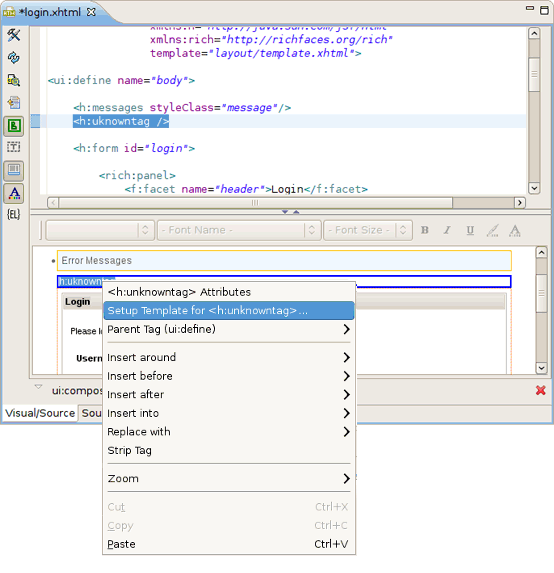 *login.xhtml
xmlns:h="http://java.sun.com/jsf/html"
xmlns:rich="http://richfaces.org/rich"
template="layout/template.xhtml">
<ui:define name="body">
<h:messages styleClass="message"/>
<h:uknowntag />
<h:form id="login">
<rich:panel>
<f:facet name="header">Login</f:facet>
- Font Name -
- Font Size -
B I U A
Error Messages
h:uknowntag
Login
Please l
Usern
<h:unknowntag> Attributes
Setup Template for <h:unknowntag>...
Parent Tag (ui:define)
Insert around
Insert before
Insert after
Insert into
Replace with
Strip Tag
Zoom
Cut Ctrl+X
Copy Ctrl+C
Paste Ctrl+V
ui:compos
Visual/Source
Sou
{EL}